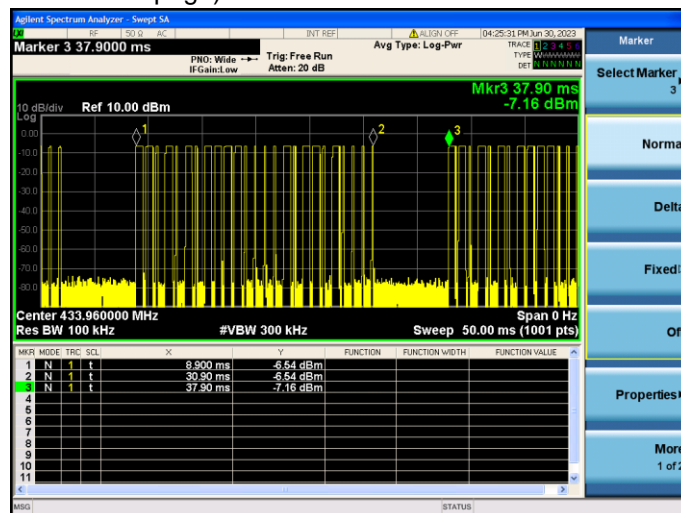 page)
Agilent Spectrum Analyzer - Swept SA
RF 50 Ω AC INT REF ALIGN OFF 04:25:31 PM Jun 30, 2023
Marker 3 37.9000 ms
PNO: Wide
IFGain:Low
Trig: Free Run
Atten: 20 dB
Avg Type: Log-Pwr
TRACE 1 2 3 4 5 6
TYPE WWWWWW
DET N N N N N N
Marker
Select Marker
3
Mkr3 37.90 ms
-7.16 dBm
10 dB/div Ref 10.00 dBm
Log
1
2
3
0.00
-10.0
-20.0
-30.0
-40.0
-50.0
-60.0
-70.0
-80.0
Norma
Delta
Fixed
Of
Properties
More
1 of 2
Center 433.960000 MHz Span 0 Hz
Res BW 100 kHz #VBW 300 kHz Sweep 50.00 ms (1001 pts)
MKR MODE TRC SCL X Y FUNCTION FUNCTION WIDTH FUNCTION VALUE
1 N 1 t 8.900 ms -6.54 dBm
2 N 1 t 30.90 ms -6.54 dBm
3 N 1 t 37.90 ms -7.16 dBm
4
5
6
7
8
9
10
11
MSG STATUS